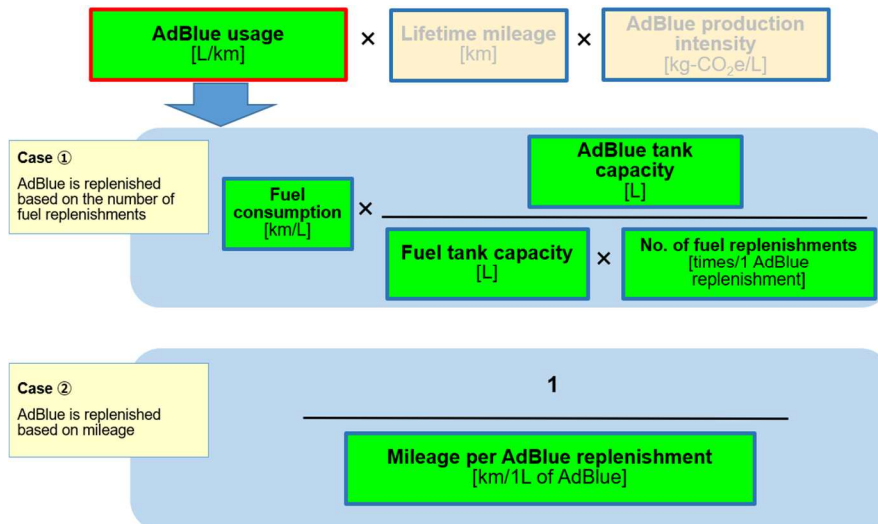 AdBlue usage
[L/km]
×
Lifetime mileage
[km]
×
AdBlue production
intensity
[kg-CO₂e/L]
Case ①
AdBlue is replenished
based on the number of
fuel replenishments
Fuel
consumption
[km/L]
×
AdBlue tank
capacity
[L]
Fuel tank capacity
[L]
×
No. of fuel replenishments
[times/1 AdBlue
replenishment]
Case ②
AdBlue is replenished
based on mileage
1
Mileage per AdBlue replenishment
[km/1L of AdBlue]